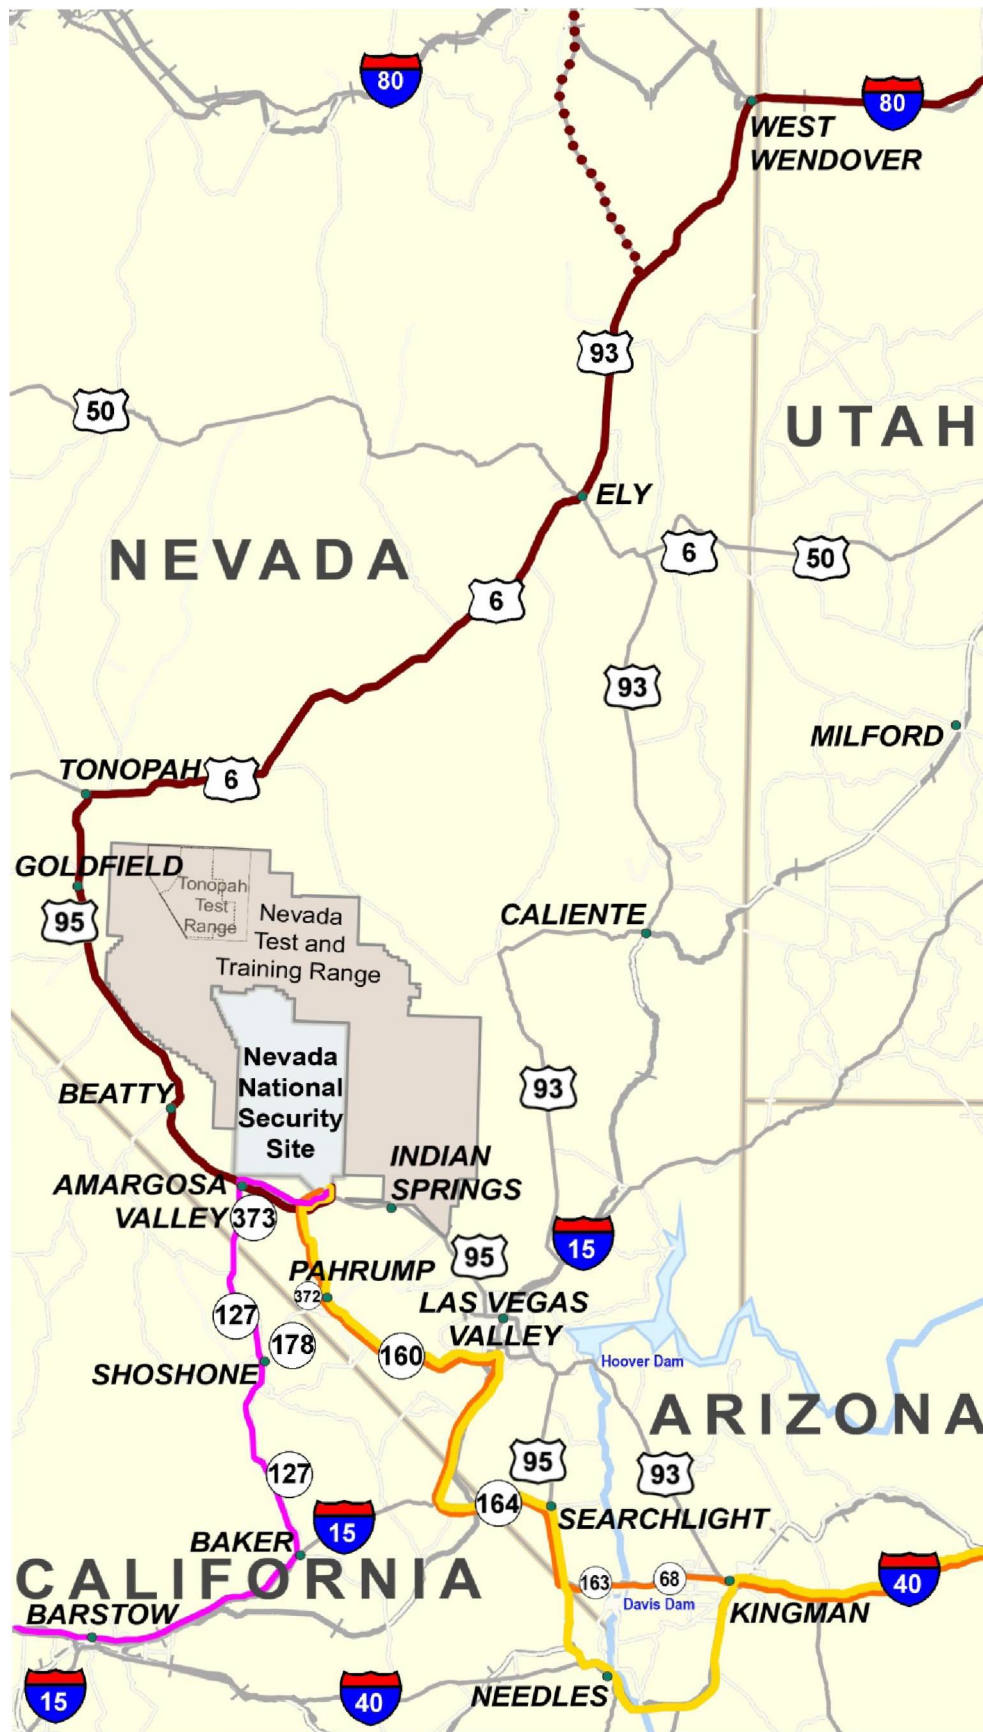 80
80
WEST
WENDOVER
93
50
UTAH
ELY
NEVADA
6
50
6
93
MILFORD
TONOPAH
6
GOLDFIELD
Tonopah
Test
Range
95
Nevada
Test and
Training Range
CALIENTE
Nevada
National
Security
Site
93
BEATTY
INDIAN
SPRINGS
AMARGOSA
VALLEY
373
15
95
PAHRUMP
372
LAS VEGAS
VALLEY
127
178
160
Hoover Dam
SHOSHONE
ARIZONA
95
93
127
164
SEARCHLIGHT
15
BAKER
CALIFORNIA
163
68
40
Davis Dam
KINGMAN
BARSTOW
NEEDLES
15
40